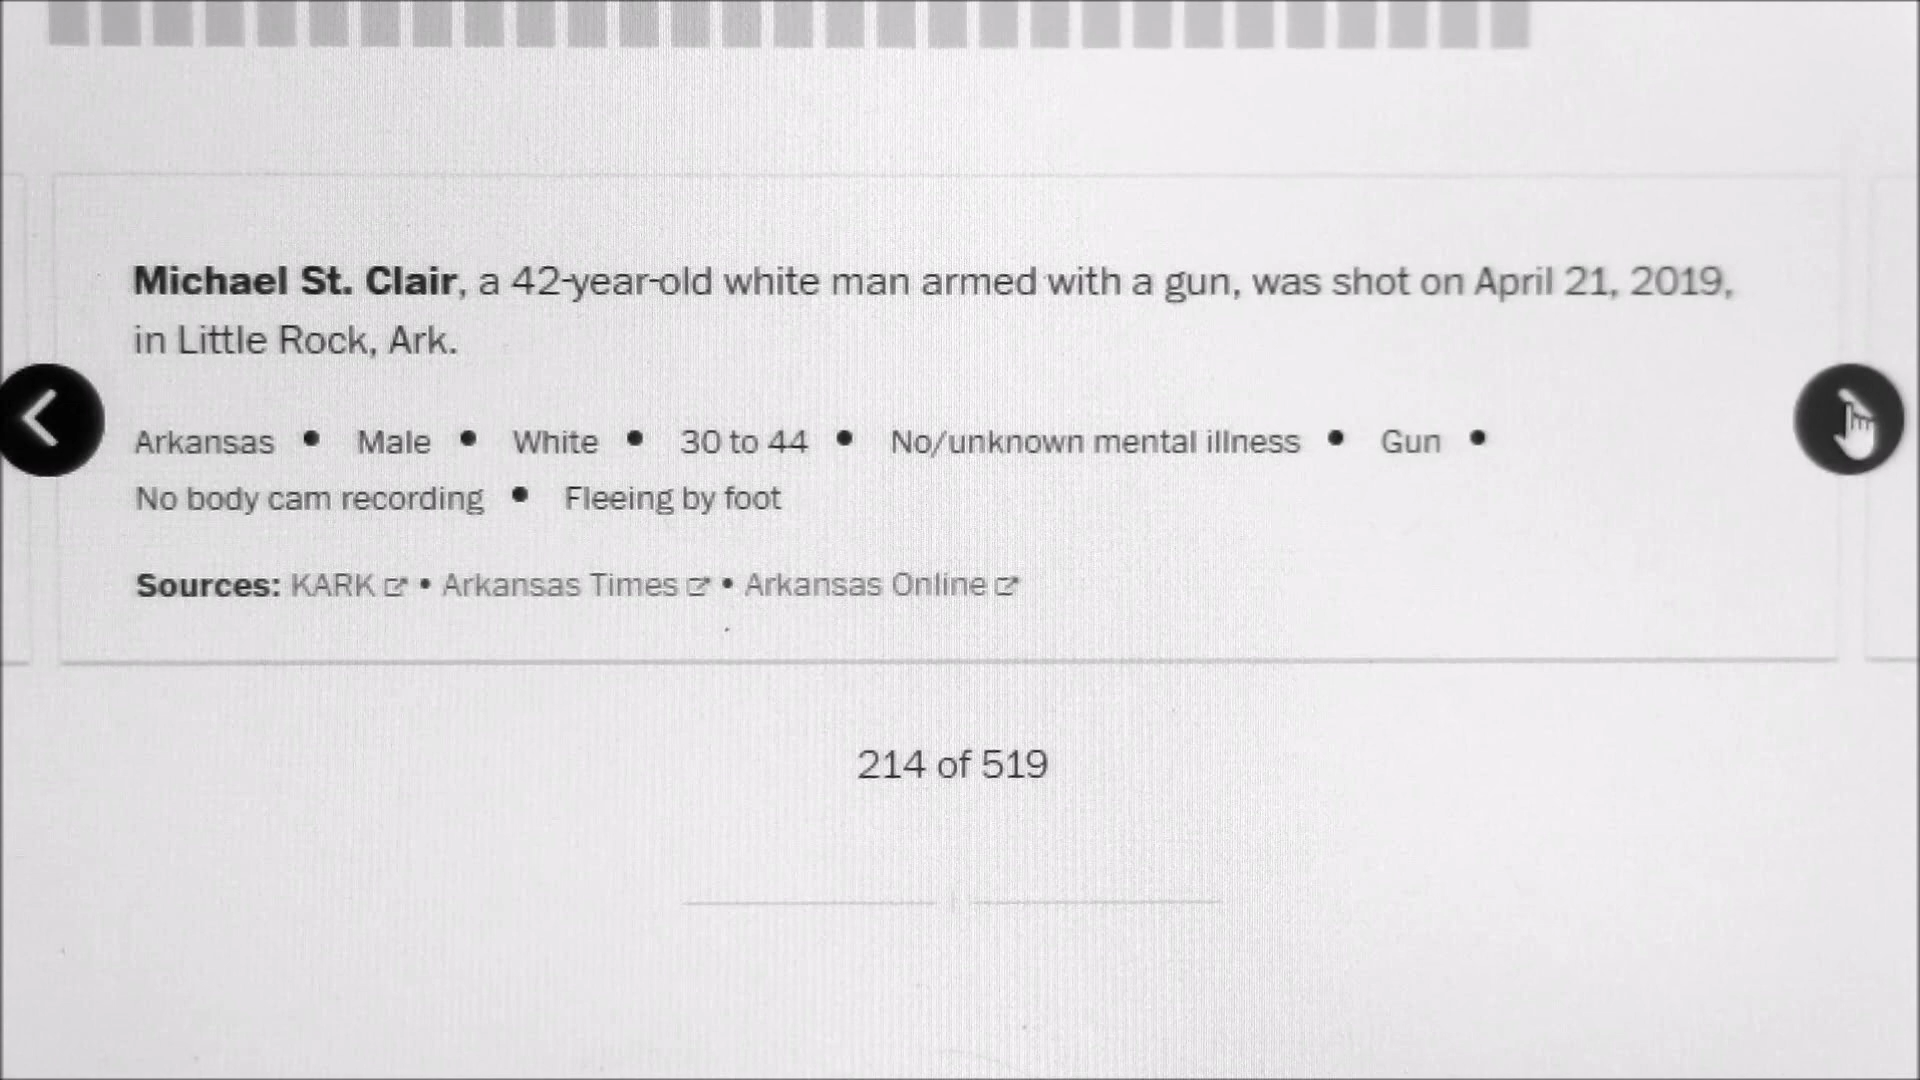 Michael St. Clair, a 42-year-old white man armed with a gun, was shot on April 21, 2019,
in Little Rock, Ark.
Arkansas • Male • White • 30 to 44 • No/unknown mental illness • Gun •
No body cam recording • Fleeing by foot
Sources: KARK • Arkansas Times • Arkansas Online
214 of 519